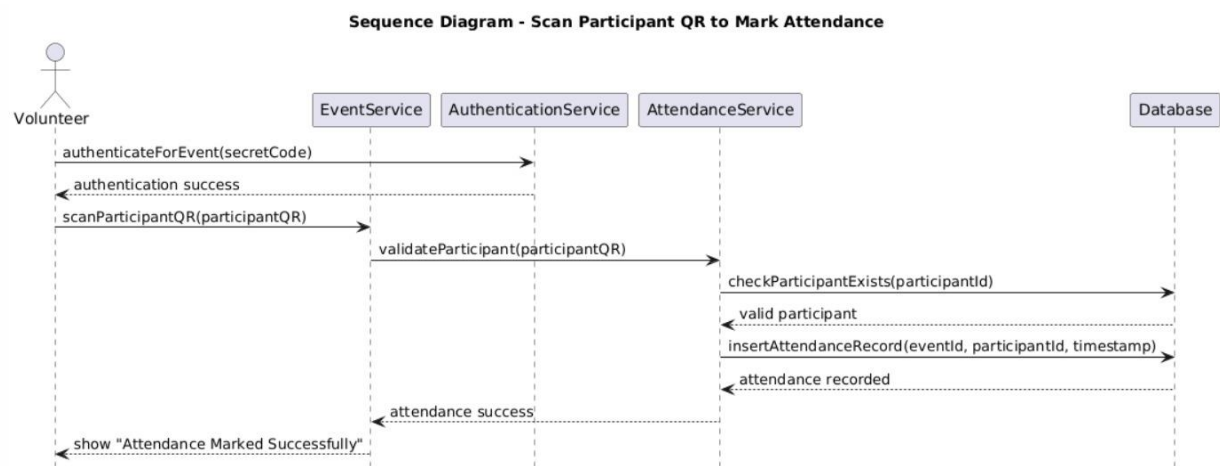 Sequence Diagram - Scan Participant QR to Mark Attendance
Volunteer
EventService
AuthenticationService
AttendanceService
Database
authenticateForEvent(secretCode)
authentication success
scanParticipantQR(participantQR)
validateParticipant(participantQR)
checkParticipantExists(participantId)
valid participant
insertAttendanceRecord(eventId, participantId, timestamp)
attendance recorded
attendance success
show "Attendance Marked Successfully"